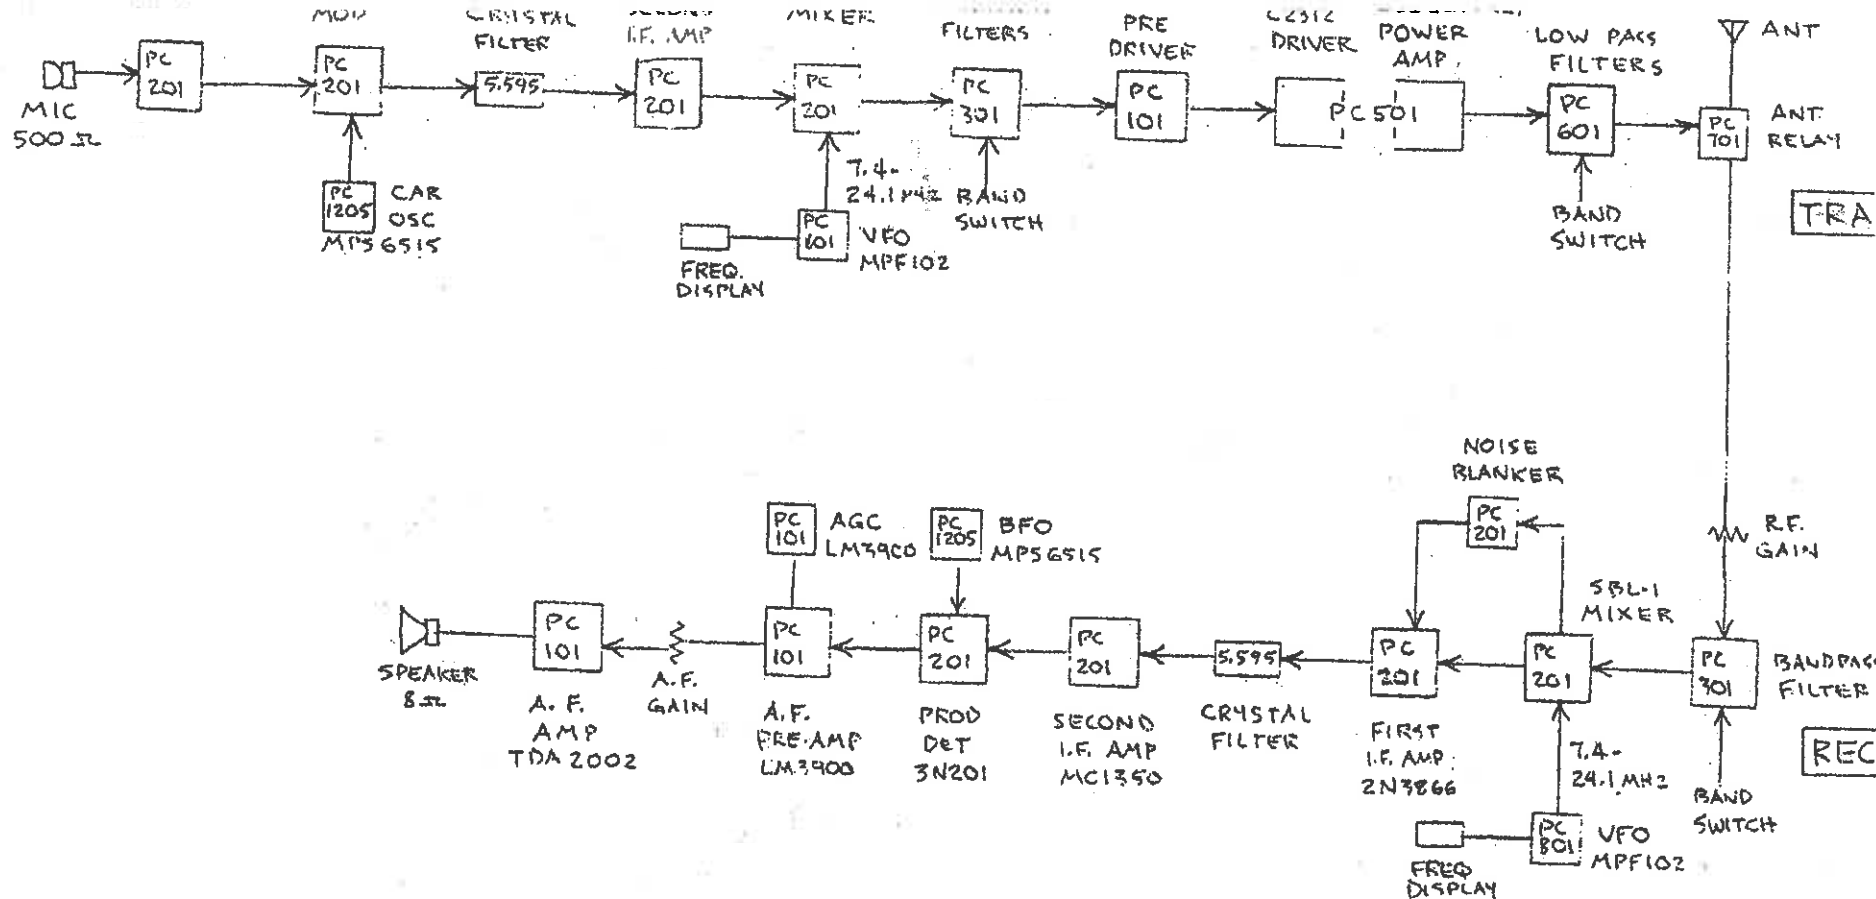 CRYSTAL
FILTER
I.F. AMP
MIXER
FILTERS
PRE
DRIVER
DRIVER
POWER
AMP.
LOW PASS
FILTERS
ANT
PC
201
PC
201
5.595
PC
201
PC
201
PC
301
PC
101
PC 501
PC
601
PC
701
ANT.
RELAY
MIC
500 Ω
PC
1205
CAR
OSC
MPS6515
7.4-
24.1 MHZ
BAND
SWITCH
BAND
SWITCH
TRA
PC
801
VFO
MPF102
FREQ.
DISPLAY
NOISE
BLANKER
PC
201
R.F.
GAIN
PC
101
AGC
LM3900
PC
1205
BFO
MPS6515
SBL-1
MIXER
SPEAKER
8Ω
PC
101
A.F.
AMP
TDA 2002
A.F.
GAIN
PC
101
A.F.
PRE-AMP
LM3900
PC
201
PROD
DET
3N201
PC
201
SECOND
I.F. AMP
MC1350
5.595
CRYSTAL
FILTER
PC
201
FIRST
I.F. AMP
2N3866
PC
201
7.4-
24.1 MHZ
PC
301
BANDPASS
FILTER
BAND
SWITCH
REC
PC
801
VFO
MPF102
FREQ
DISPLAY